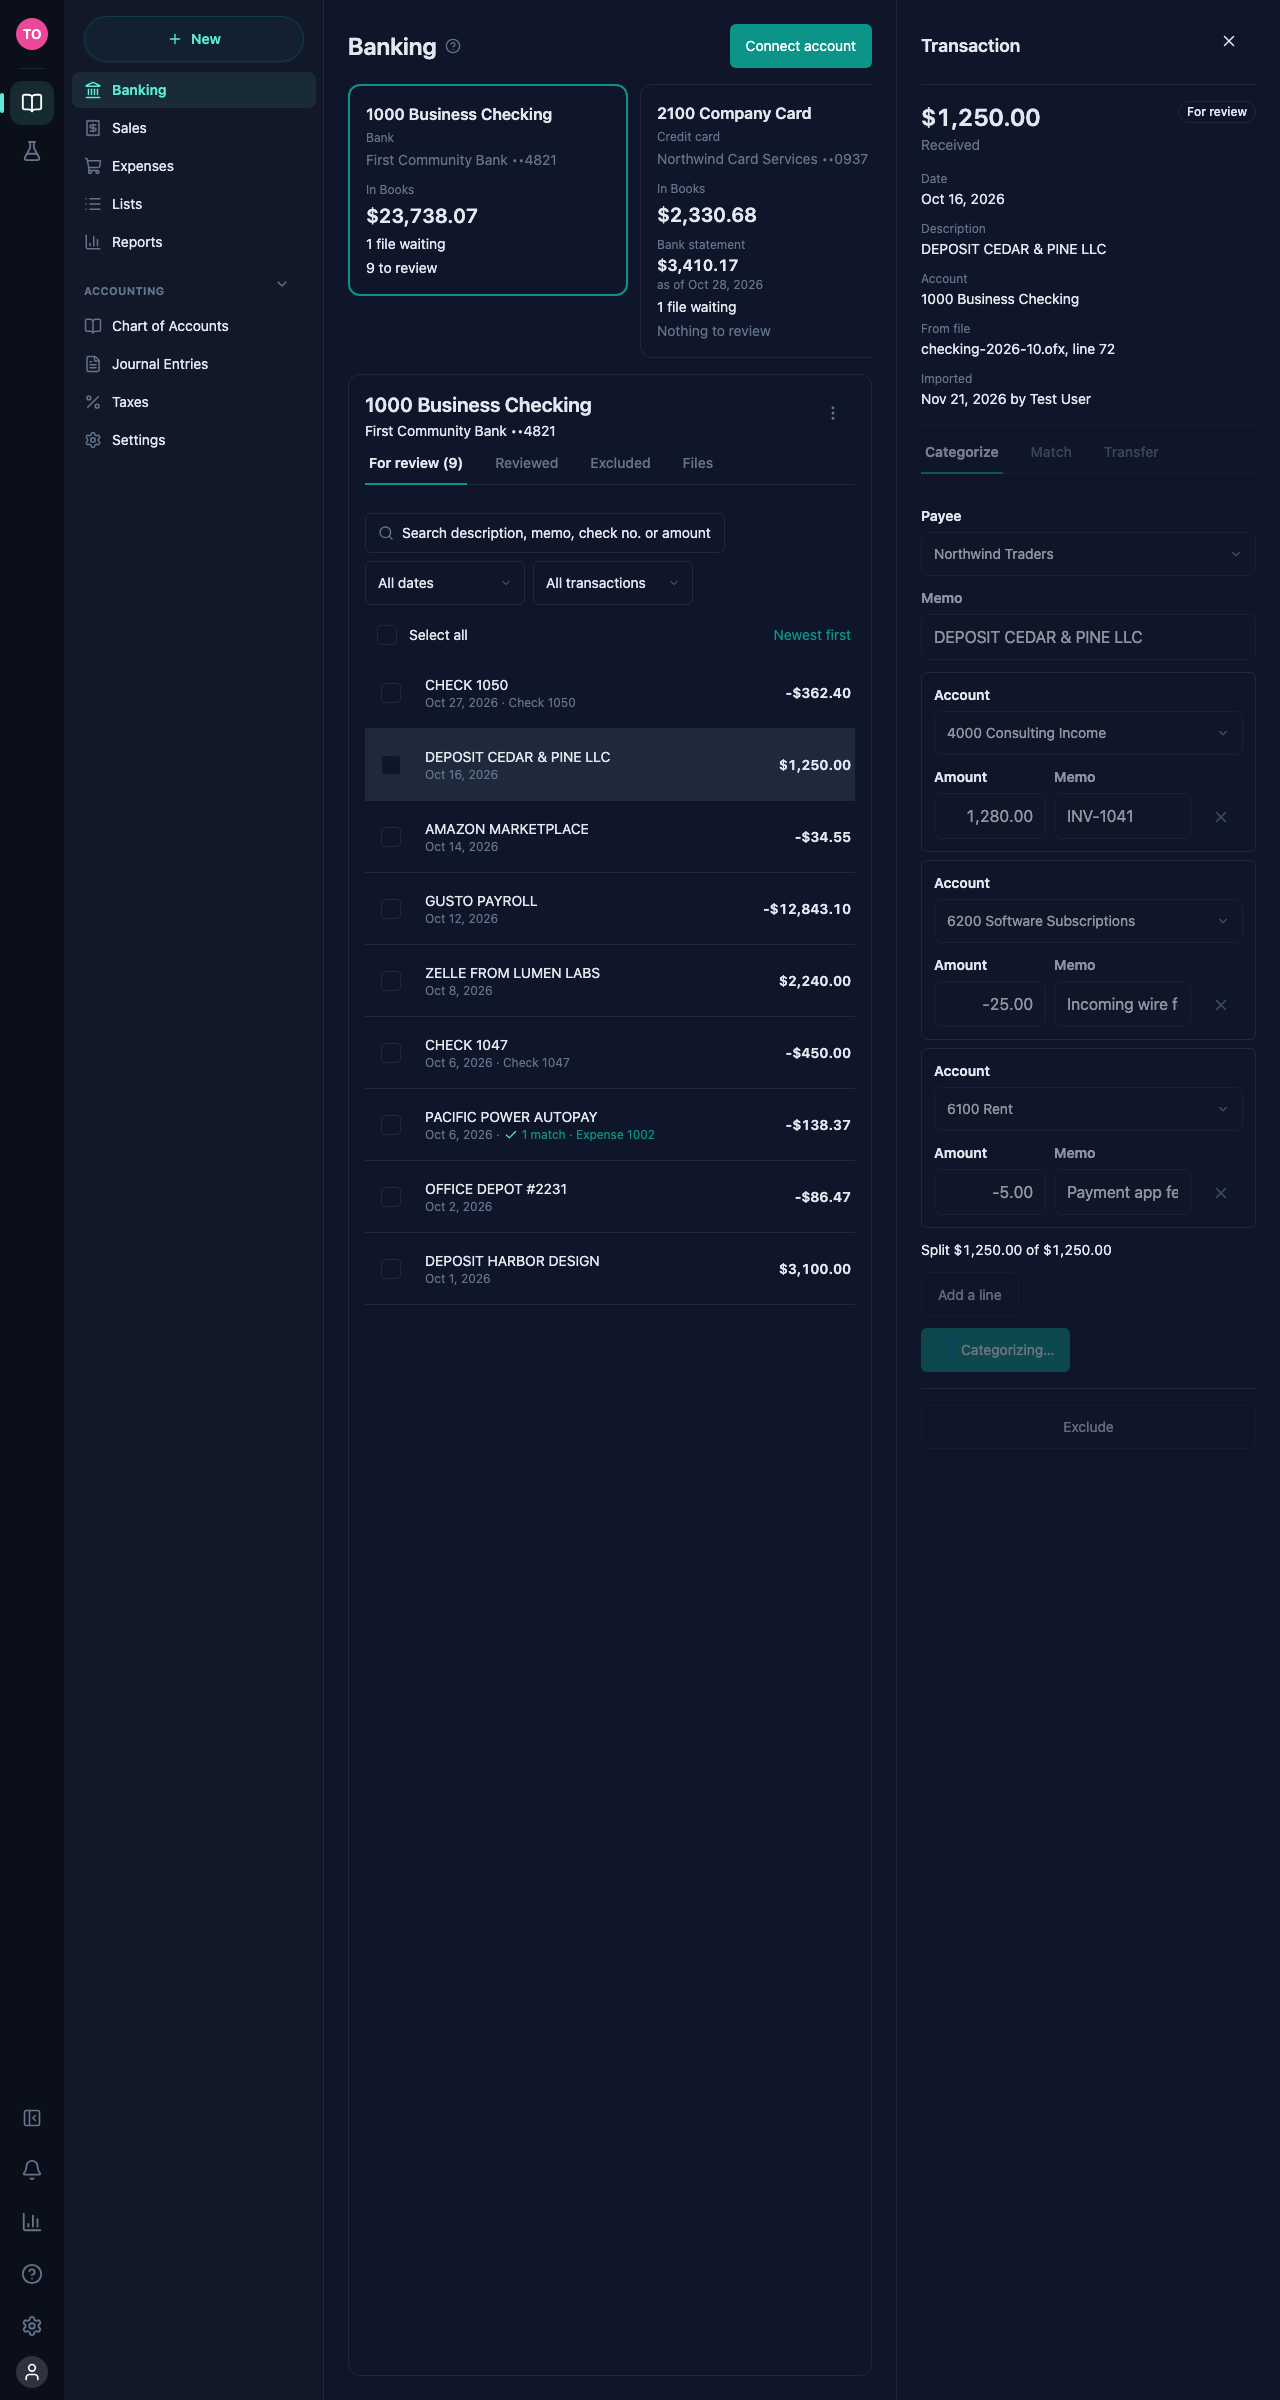 TO
New
Banking
Sales
Expenses
Lists
Reports
ACCOUNTING
Chart of Accounts
Journal Entries
Taxes
Settings
Banking
Connect account
1000 Business Checking
Bank
First Community Bank ••4821
In Books
$23,738.07
1 file waiting
9 to review
2100 Company Card
Credit card
Northwind Card Services ••0937
In Books
$2,330.68
Bank statement
$3,410.17
as of Oct 28, 2026
1 file waiting
Nothing to review
1000 Business Checking
First Community Bank ••4821
For review (9) Reviewed Excluded Files
Search description, memo, check no. or amount
All dates All transactions
Select all Newest first
CHECK 1050 -$362.40
Oct 27, 2026 · Check 1050
DEPOSIT CEDAR & PINE LLC $1,250.00
Oct 16, 2026
AMAZON MARKETPLACE -$34.55
Oct 14, 2026
GUSTO PAYROLL -$12,843.10
Oct 12, 2026
ZELLE FROM LUMEN LABS $2,240.00
Oct 8, 2026
CHECK 1047 -$450.00
Oct 6, 2026 · Check 1047
PACIFIC POWER AUTOPAY -$138.37
Oct 6, 2026 · 1 match · Expense 1002
OFFICE DEPOT #2231 -$86.47
Oct 2, 2026
DEPOSIT HARBOR DESIGN $3,100.00
Oct 1, 2026
Transaction
$1,250.00 For review
Received
Date
Oct 16, 2026
Description
DEPOSIT CEDAR & PINE LLC
Account
1000 Business Checking
From file
checking-2026-10.ofx, line 72
Imported
Nov 21, 2026 by Test User
Categorize Match Transfer
Payee
Northwind Traders
Memo
DEPOSIT CEDAR & PINE LLC
Account
4000 Consulting Income
Amount Memo
1,280.00 INV-1041
Account
6200 Software Subscriptions
Amount Memo
-25.00 Incoming wire f
Account
6100 Rent
Amount Memo
-5.00 Payment app fe
Split $1,250.00 of $1,250.00
Add a line
Categorizing...
Exclude